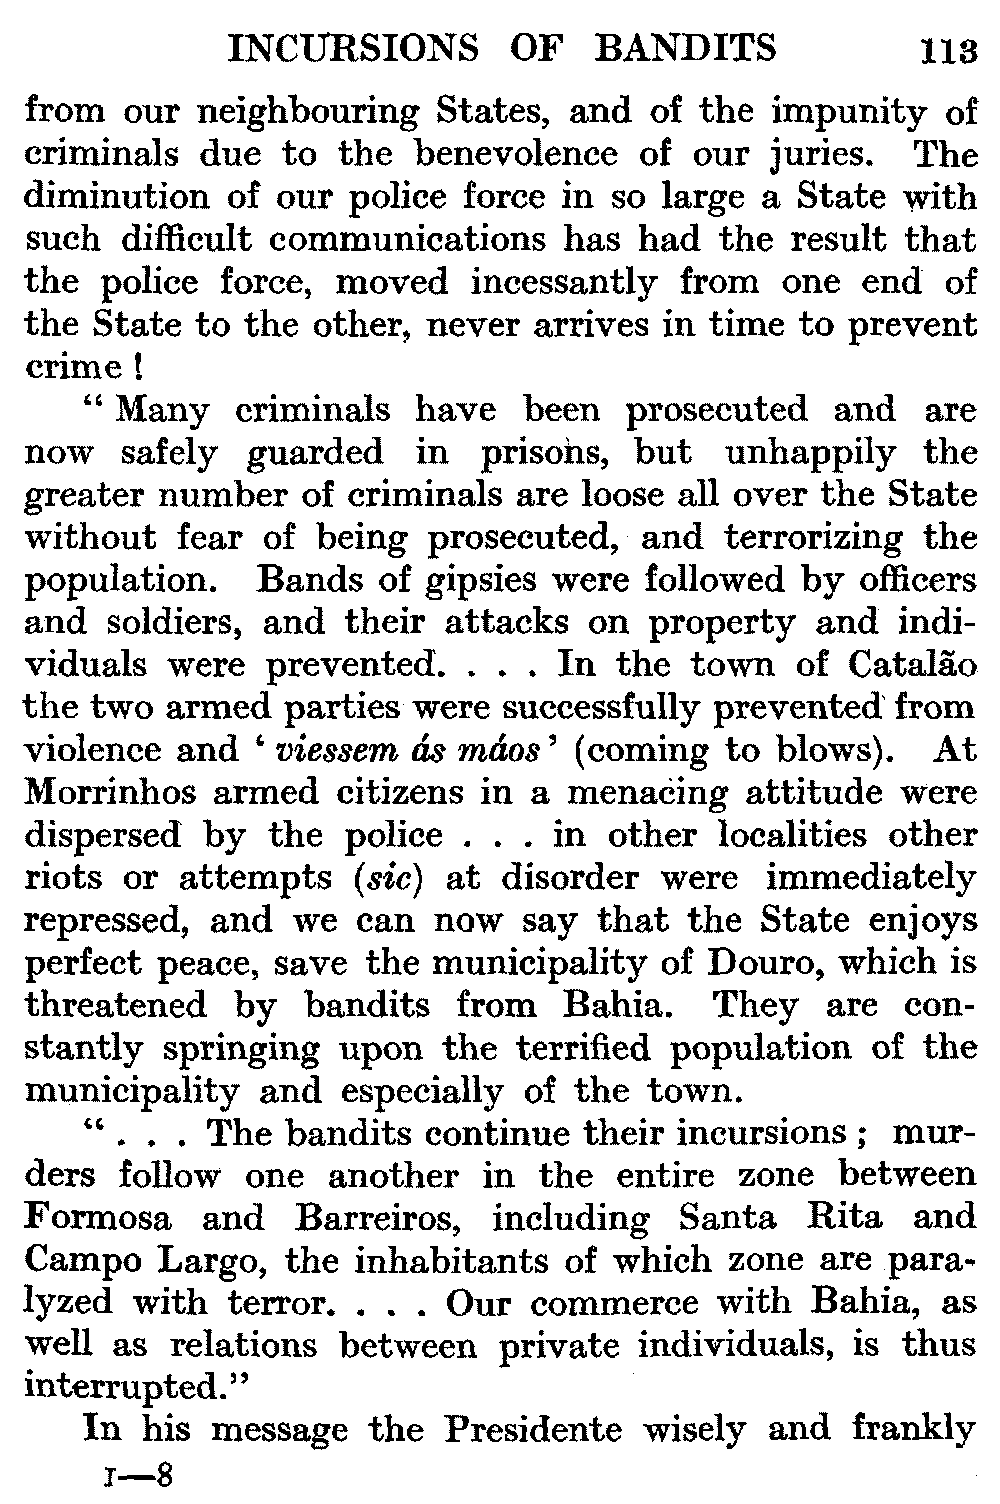 INCURSIONS OF BANDITS 113
from our neighbouring States, and of the impunity of
criminals due to the benevolence of our juries. The
diminution of our police force in so large a State with
such difficult communications has had the result that
the police force, moved incessantly from one end of
the State to the other, never arrives in time to prevent
crime !
“ Many criminals have been prosecuted and are
now safely guarded in prisons, but unhappily the
greater number of criminals are loose all over the State
without fear of being prosecuted, and terrorizing the
population. Bands of gipsies were followed by officers
and soldiers, and their attacks on property and indi-
viduals were prevented. . . . In the town of Catalão
the two armed parties were successfully prevented from
violence and ‘ viessem ás máos ’ (coming to blows). At
Morrinhos armed citizens in a menacing attitude were
dispersed by the police . . . in other localities other
riots or attempts (sic) at disorder were immediately
repressed, and we can now say that the State enjoys
perfect peace, save the municipality of Douro, which is
threatened by bandits from Bahia. They are con-
stantly springing upon the terrified population of the
municipality and especially of the town.
“ . . . The bandits continue their incursions ; mur-
ders follow one another in the entire zone between
Formosa and Barreiros, including Santa Rita and
Campo Largo, the inhabitants of which zone are para-
lyzed with terror. . . . Our commerce with Bahia, as
well as relations between private individuals, is thus
interrupted.”
In his message the Presidente wisely and frankly
I—8